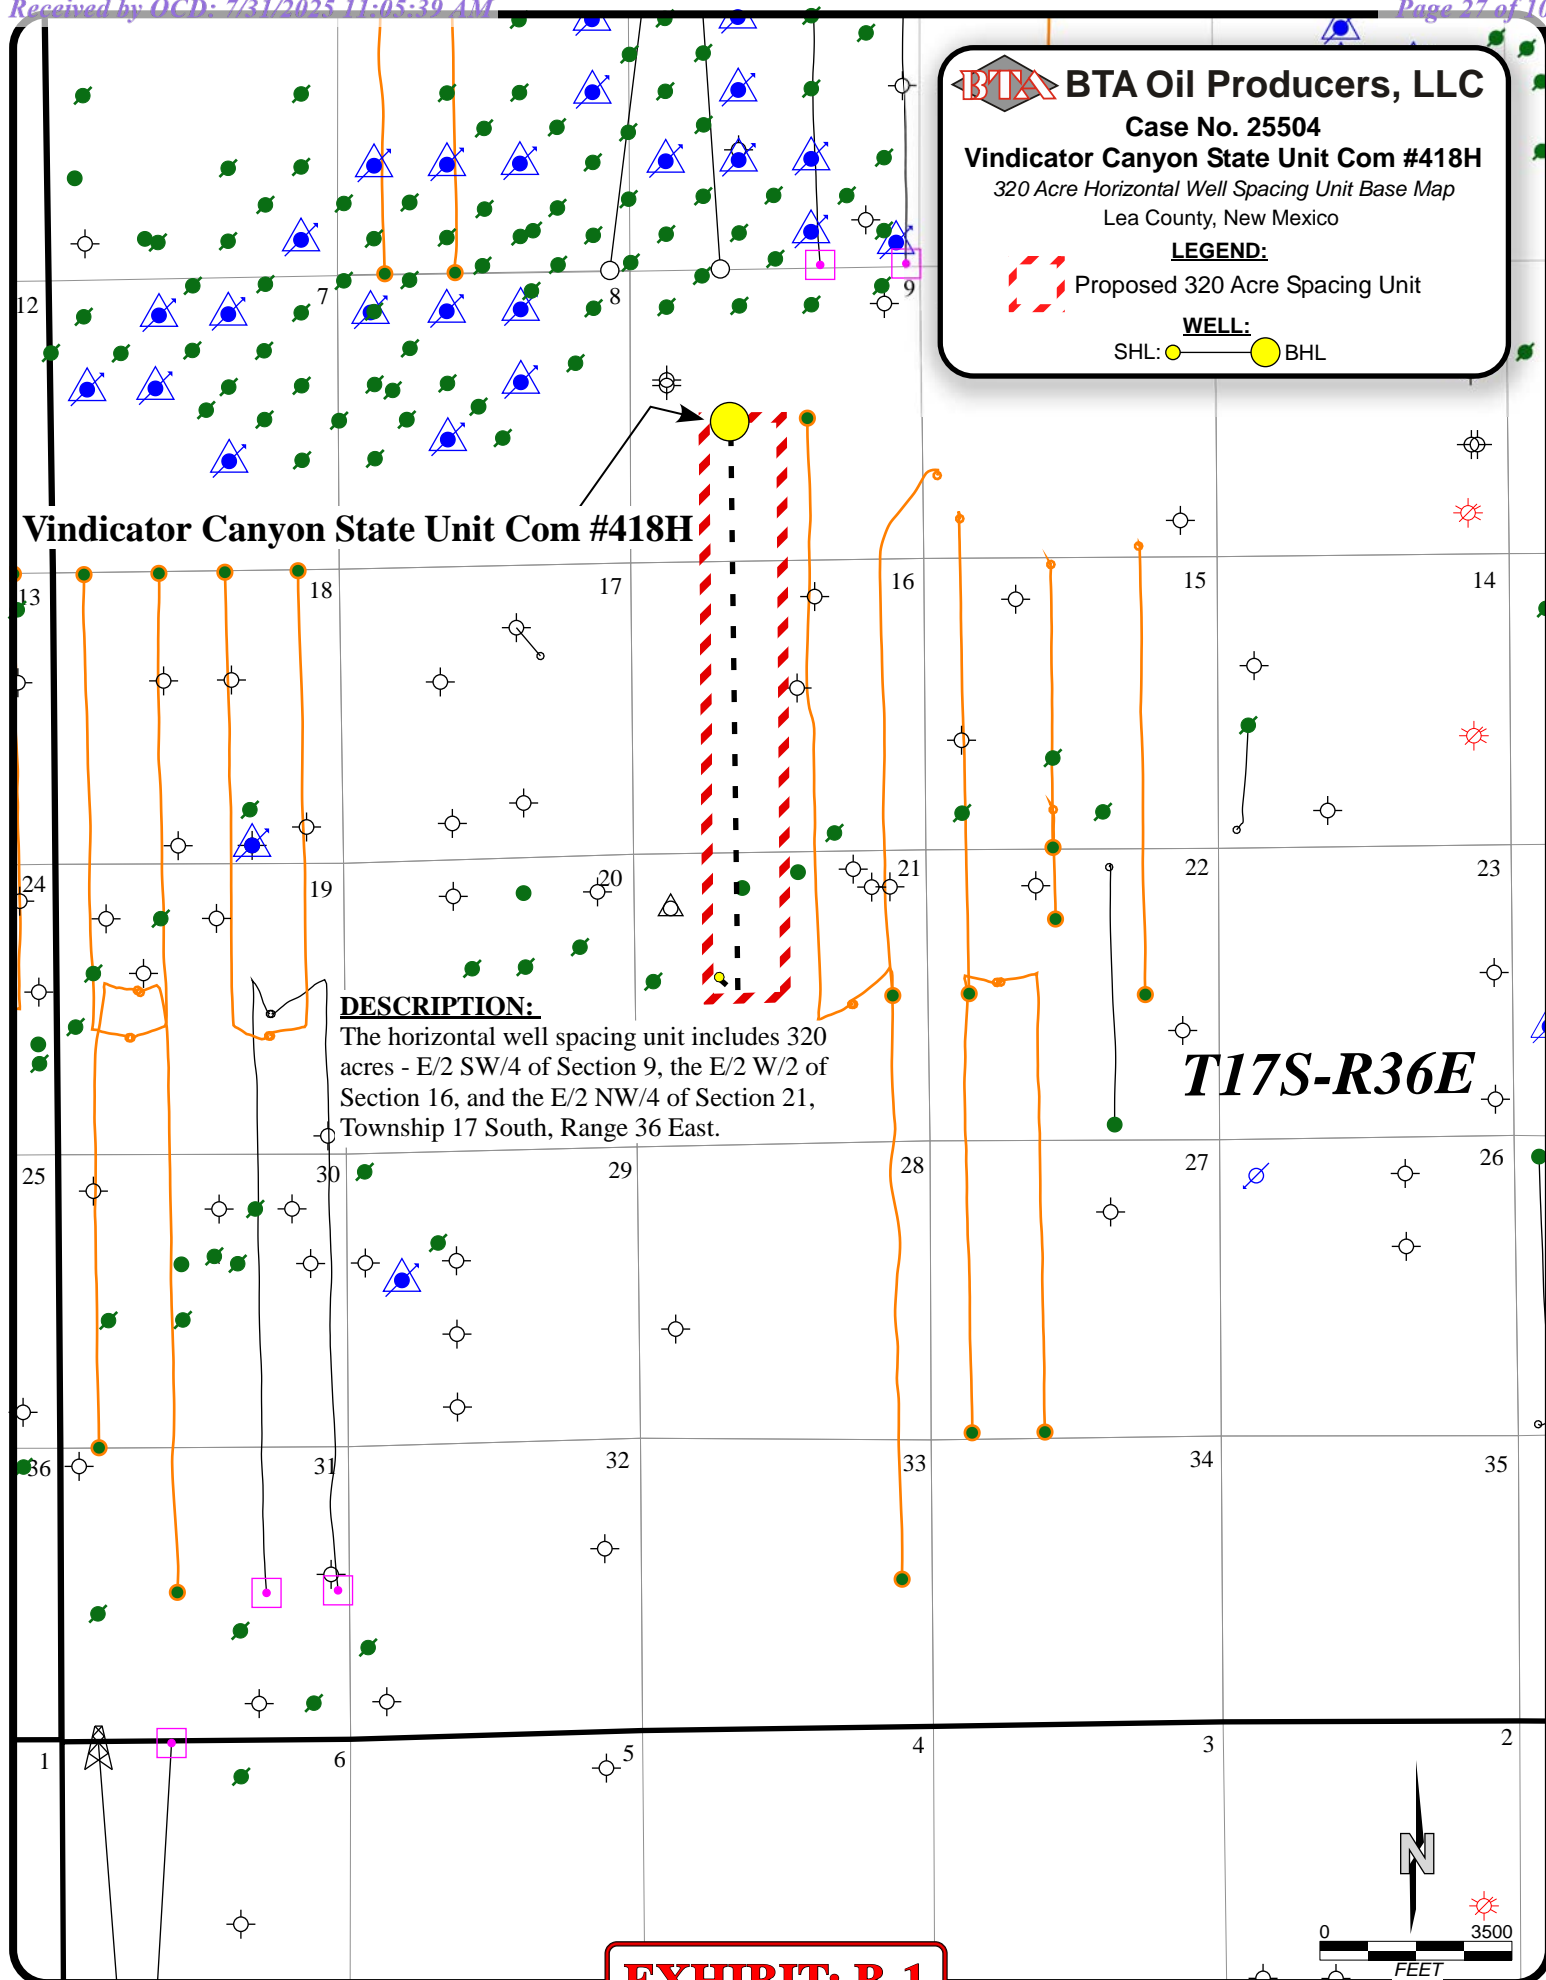 Received by OCD: 7/31/2025 11:05:39 AM
Page 27 of 10
BTA BTA Oil Producers, LLC
Case No. 25504
Vindicator Canyon State Unit Com #418H
320 Acre Horizontal Well Spacing Unit Base Map
Lea County, New Mexico
LEGEND:
Proposed 320 Acre Spacing Unit
WELL:
SHL: BHL
12
7
8
9
Vindicator Canyon State Unit Com #418H
13
18
17
16
15
14
24
19
20
21
22
23
DESCRIPTION:
The horizontal well spacing unit includes 320
acres - E/2 SW/4 of Section 9, the E/2 W/2 of
Section 16, and the E/2 NW/4 of Section 21,
Township 17 South, Range 36 East.
T17S-R36E
25
30
29
28
27
26
36
31
32
33
34
35
1
6
5
4
3
2
N
0 3500
FEET
EXHIBIT: B-1